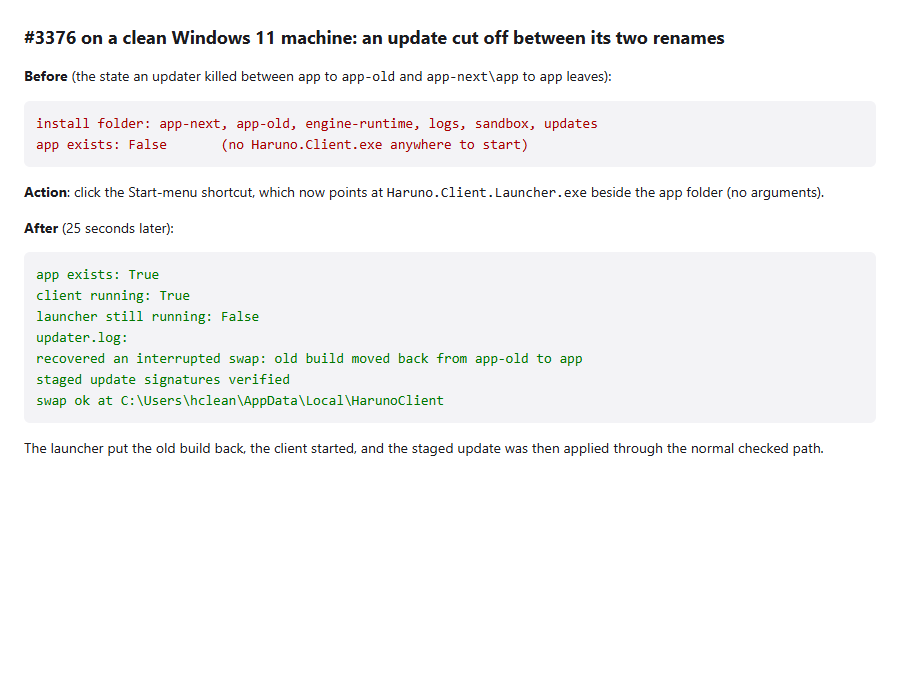 #3376 on a clean Windows 11 machine: an update cut off between its two renames
Before (the state an updater killed between app to app-old and app-next\app to app leaves):
install folder: app-next, app-old, engine-runtime, logs, sandbox, updates
app exists: False       (no Haruno.Client.exe anywhere to start)
Action: click the Start-menu shortcut, which now points at Haruno.Client.Launcher.exe beside the app folder (no arguments).
After (25 seconds later):
app exists: True
client running: True
launcher still running: False
updater.log:
recovered an interrupted swap: old build moved back from app-old to app
staged update signatures verified
swap ok at C:\Users\hclean\AppData\Local\HarunoClient
The launcher put the old build back, the client started, and the staged update was then applied through the normal checked path.